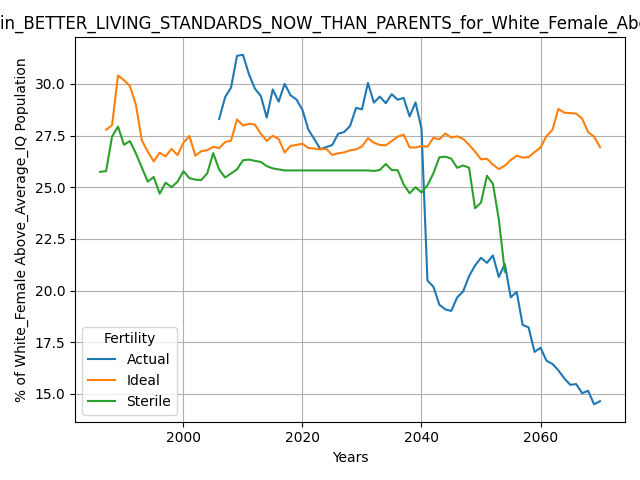 in_BETTER_LIVING_STANDARDS_NOW_THAN_PARENTS_for_White_Female_Abo
% of White_Female Above_Average_IQ Population
30.0
27.5
25.0
22.5
20.0
17.5
15.0
Fertility
Actual
Ideal
Sterile
2000
2020
2040
2060
Years